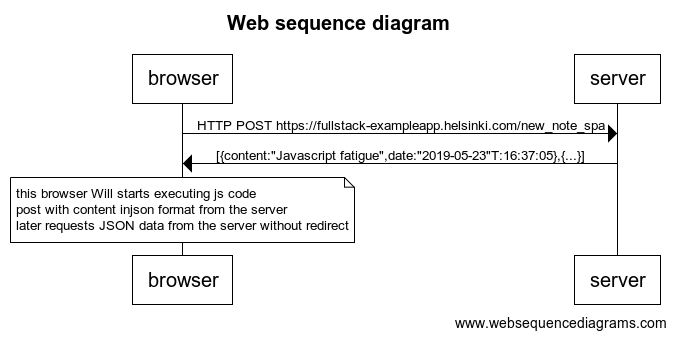 Web sequence diagram
browser
server
HTTP POST https://fullstack-exampleapp.helsinki.com/new_note_spa
[{content:"Javascript fatigue",date:"2019-05-23"T:16:37:05},{...}]
this browser Will starts executing js code
post with content injson format from the server
later requests JSON data from the server without redirect
browser
server
www.websequencediagrams.com